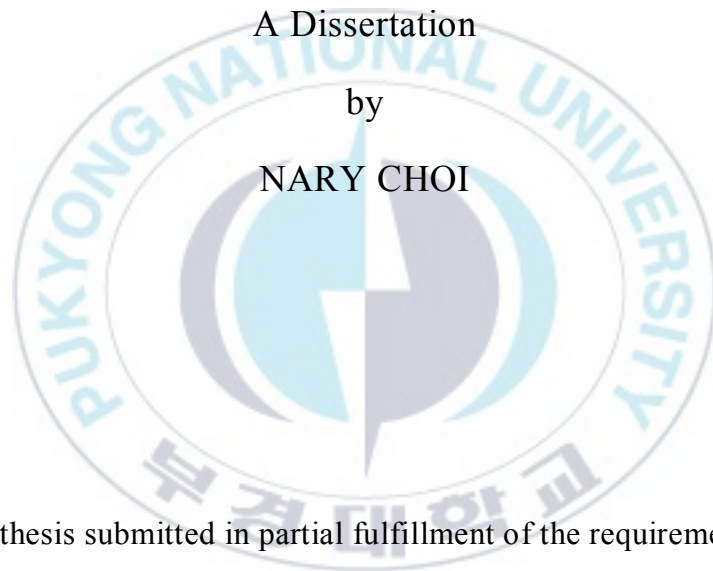 A Dissertation
by
NARY CHOI
PUKYONG NATIONAL UNIVERSITY
부경대학교
thesis submitted in partial fulfillment of the requireme